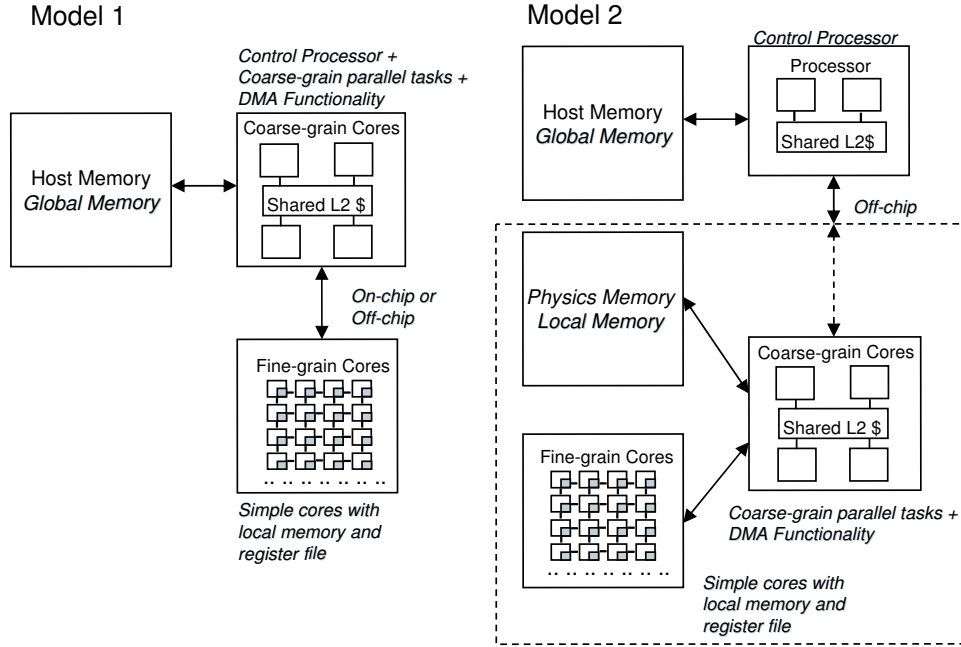 Model 1
Control Processor +
Coarse-grain parallel tasks +
DMA Functionality
Host Memory
Global Memory
Coarse-grain Cores
Shared L2 $
On-chip or
Off-chip
Fine-grain Cores
.. .. .. .. .. .. ..
Simple cores with
local memory and
register file
Model 2
Control Processor
Host Memory
Global Memory
Processor
Shared L2$
Off-chip
Physics Memory
Local Memory
Coarse-grain Cores
Shared L2 $
Fine-grain Cores
.. .. .. .. .. .. ..
Coarse-grain parallel tasks +
DMA Functionality
Simple cores with
local memory and
register file